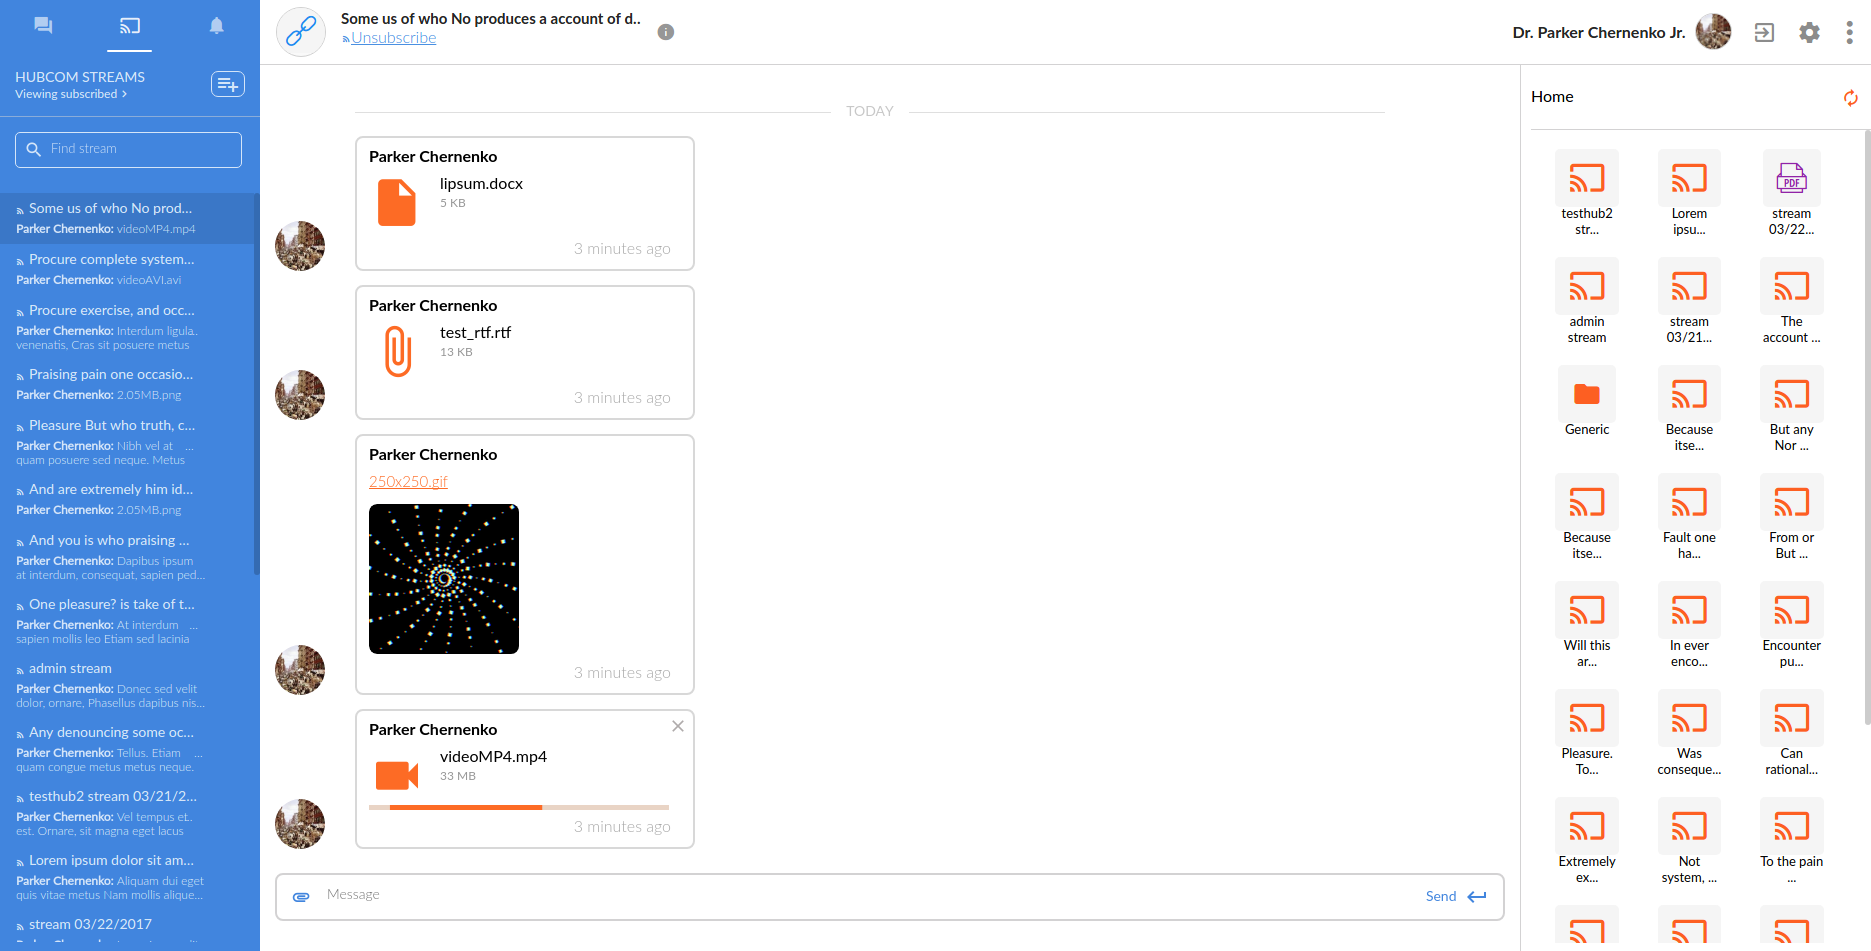 HUBCOM STREAMS
Viewing subscribed
Find stream
Some us of who No prod...
Parker Chernenko: videoMP4.mp4
Procure complete system...
Parker Chernenko: videoAVI.avi
Procure exercise, and occ...
Parker Chernenko: Interdum ligula..
venenatis, Cras sit posuere metus
Praising pain one occasio...
Parker Chernenko: 2.05MB.png
Pleasure But who truth, c...
Parker Chernenko: Nibh vel at ...
quam posuere sed neque. Metus
And are extremely him id...
Parker Chernenko: 2.05MB.png
And you is who praising ...
Parker Chernenko: Dapibus ipsum
at interdum, consequat, sapien ped...
One pleasure? is take of t...
Parker Chernenko: At interdum ...
sapien mollis leo Etiam sed lacinia
admin stream
Parker Chernenko: Donec sed velit
dolor, ornare, Phasellus dapibus nis...
Any denouncing some oc...
Parker Chernenko: Tellus. Etiam ...
quam congue metus metus neque.
testhub2 stream 03/21/2...
Parker Chernenko: Vel tempus et..
est. Ornare, sit magna eget lacus
Lorem ipsum dolor sit am...
Parker Chernenko: Aliquam dui eget
quis vitae metus Nam mollis alique...
stream 03/22/2017
Some us of who No produces a account of d..
Unsubscribe
Dr. Parker Chernenko Jr.
TODAY
Parker Chernenko
lipsum.docx
5 KB
3 minutes ago
Parker Chernenko
test_rtf.rtf
13 KB
3 minutes ago
Parker Chernenko
250x250.gif
3 minutes ago
Parker Chernenko
videoMP4.mp4
33 MB
3 minutes ago
Message
Send
Home
testhub2
str...
Lorem
ipsu...
PDF
stream
03/22...
admin
stream
stream
03/21...
The
account ...
Generic
Because
itse...
But any
Nor ...
Because
itse...
Fault one
ha...
From or
But ...
Will this
ar...
In ever
enco...
Encounter
pu...
Pleasure.
To...
Was
conseque...
Can
rational...
Extremely
ex...
Not
system, ...
To the pain
...